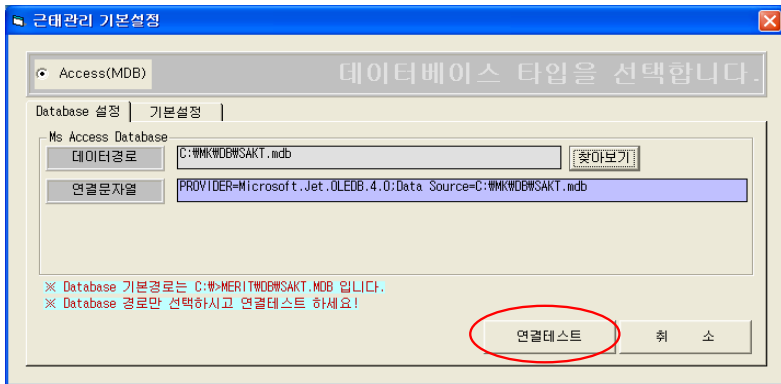 근태관리 기본설정
Access(MDB)
데이터베이스 타입을 선택합니다.
Database 설정
기본설정
Ms Access Database
데이터경로
C:₩MK₩DB₩SAKT.mdb
찾아보기
연결문자열
PROVIDER=Microsoft.Jet.OLEDB.4.0;Data Source=C:₩MK₩DB₩SAKT.mdb
※ Database 기본경로는 C:₩>MERIT₩DB₩SAKT.MDB 입니다.
※ Database 경로만 선택하시고 연결테스트 하세요!
연결테스트
취 소